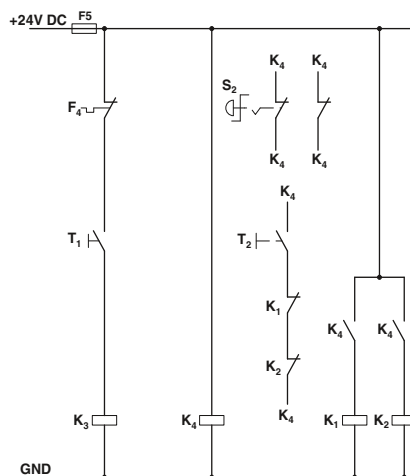 +24V DC F5
K4 K4
S2
F4
K4 K4
K4
T1 T2
K1
K4 K4
K2
K4
K3 K4 K1 K2
GND